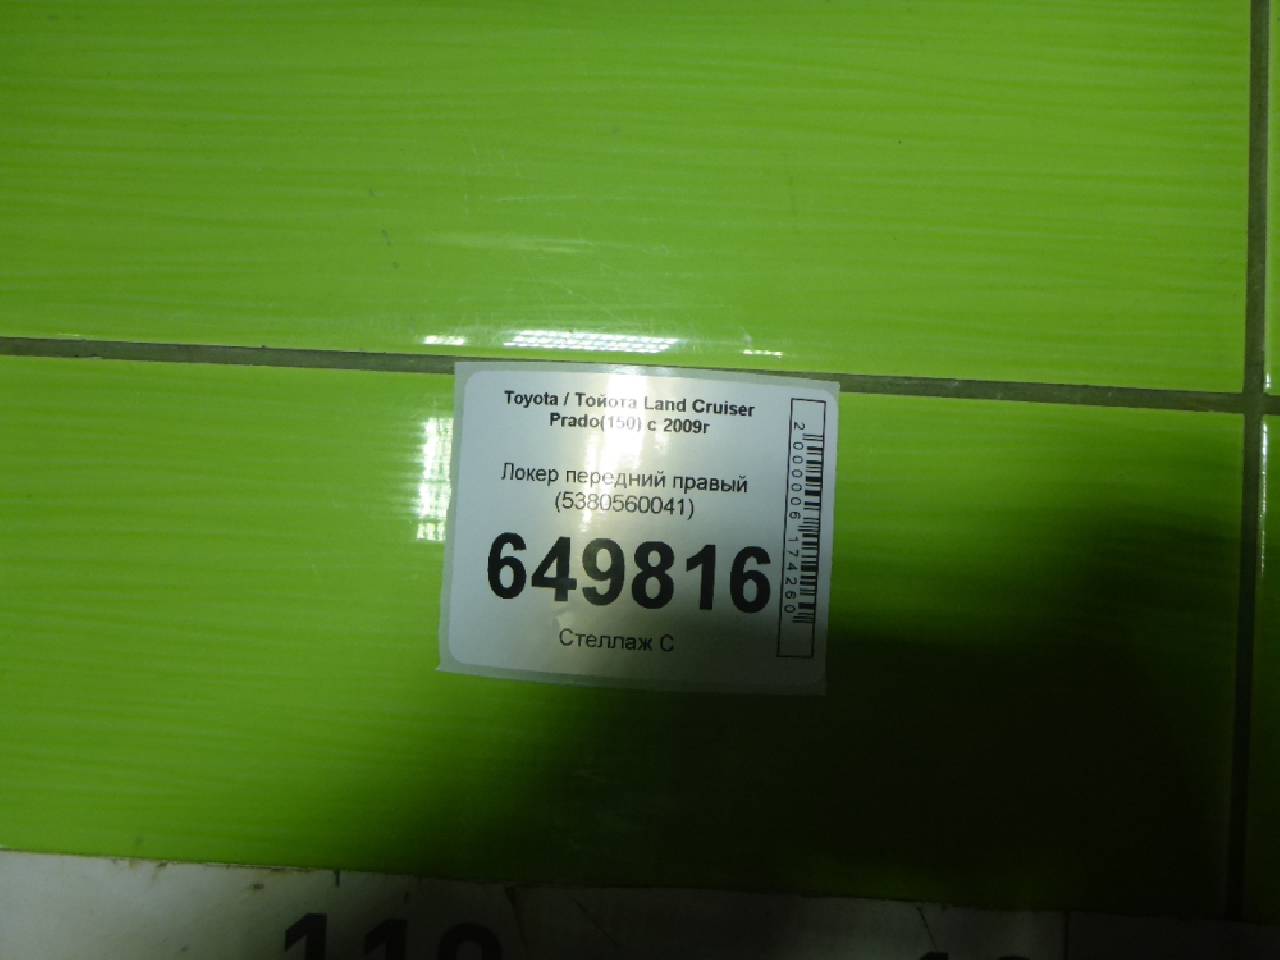 Toyota / Тойота Land Cruiser
Prado(150) с 2009г
Локер передний правый
(5380560041)
649816
Стеллаж С
2000006174260